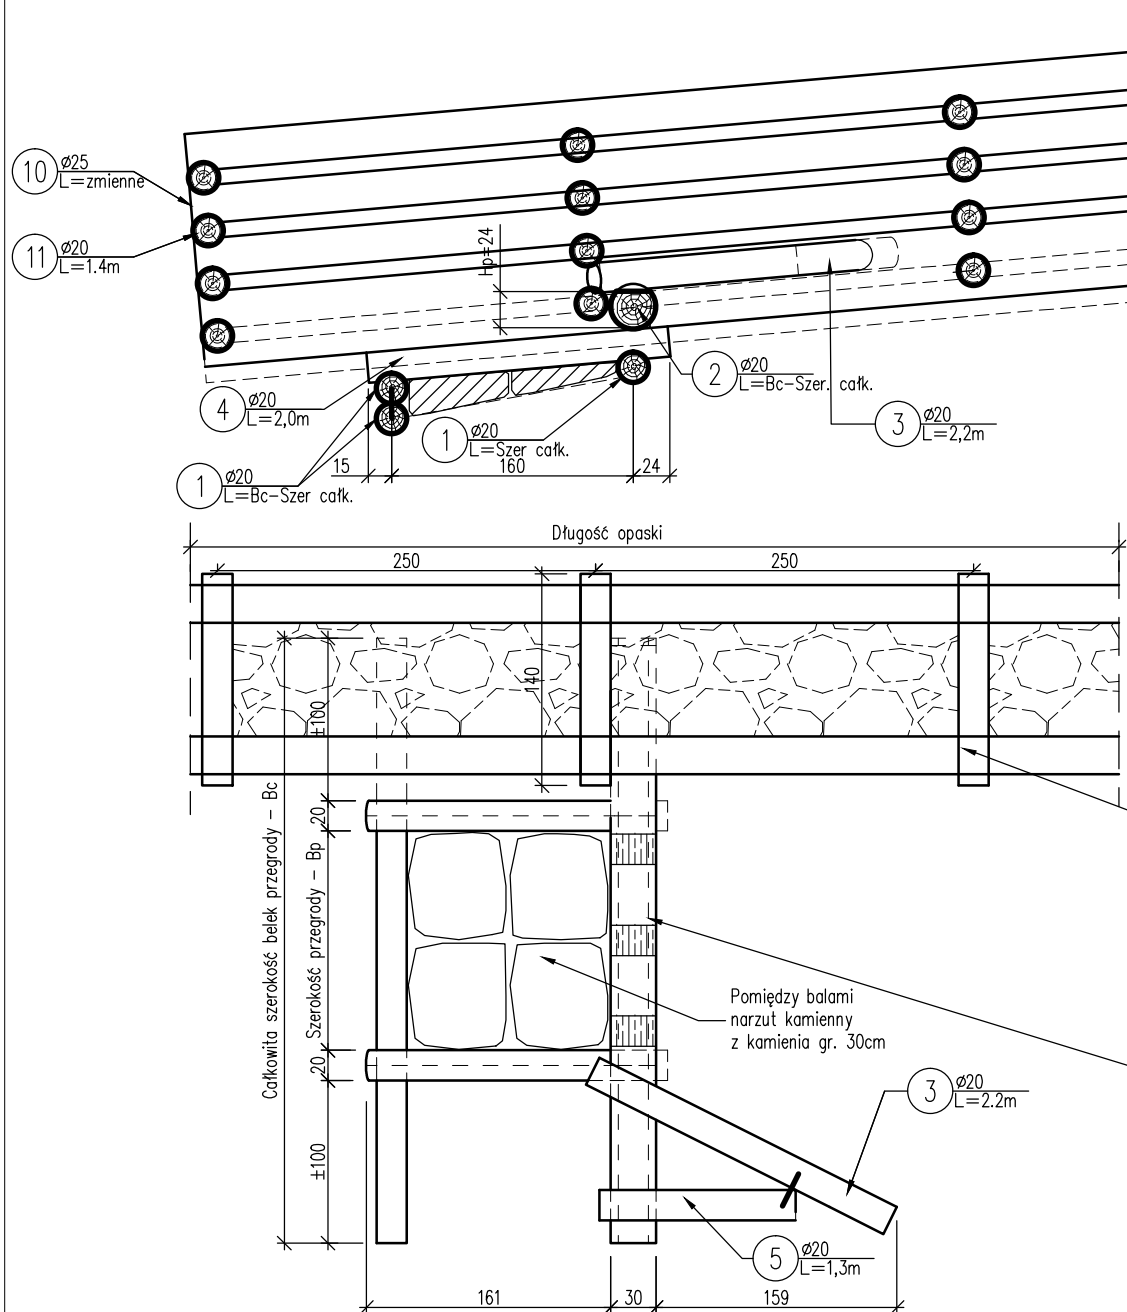 10 ø25
L=zmienne
11 ø20
L=1.4m
Hp=24
4 ø20
L=2,0m
1 ø20
L=Szer całk.
2 ø20
L=Bc-Szer. całk.
3 ø20
L=2,2m
15 160 24
1 ø20
L=Bc-Szer całk.
Długość opaski
250 250
140
±100
Całkowita szerokość belek przegrody - Bc
20
Szerokość przegrody - Bp
20
±100
Pomiędzy balami
narzut kamienny
z kamienia gr. 30cm
3 ø20
L=2.2m
5 ø20
L=1,3m
161 30 159